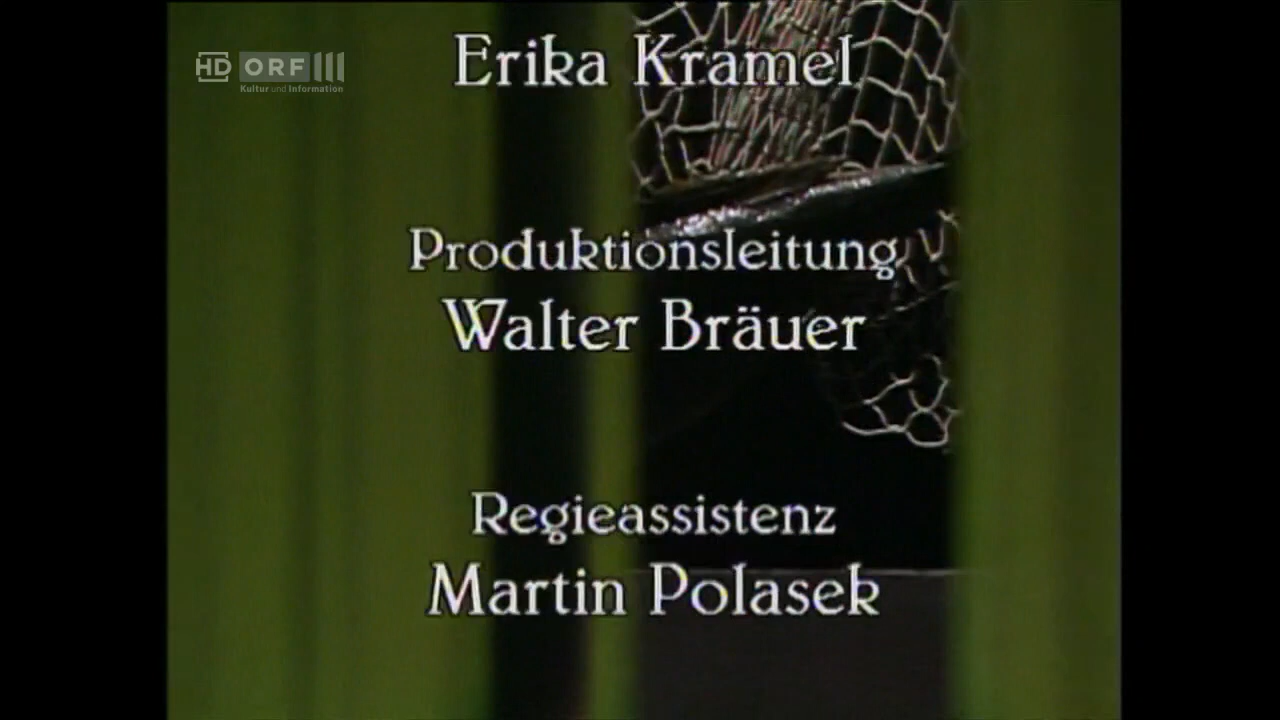 Erika Kramel
HD ORF III
Kultur und Information
Produktionsleitung
Walter Bräuer
Regieassistenz
Martin Polasek